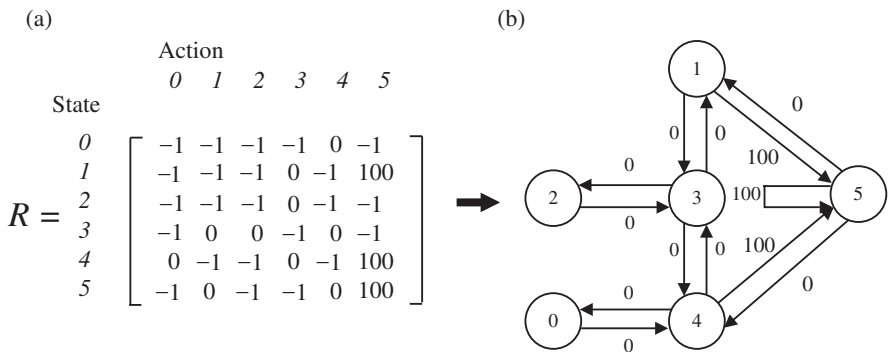 (a)
Action
0 1 2 3 4 5
State
0 −1 −1 −1 −1 0 −1
1 −1 −1 −1 0 −1 100
2 −1 −1 −1 0 −1 −1
R =
3 −1 0 0 −1 0 −1
4 0 −1 −1 0 −1 100
5 −1 0 −1 −1 0 100
(b)
1
0
0 0
100
0
2
3
100
5
0
0 0
100
0
0
0
4
0